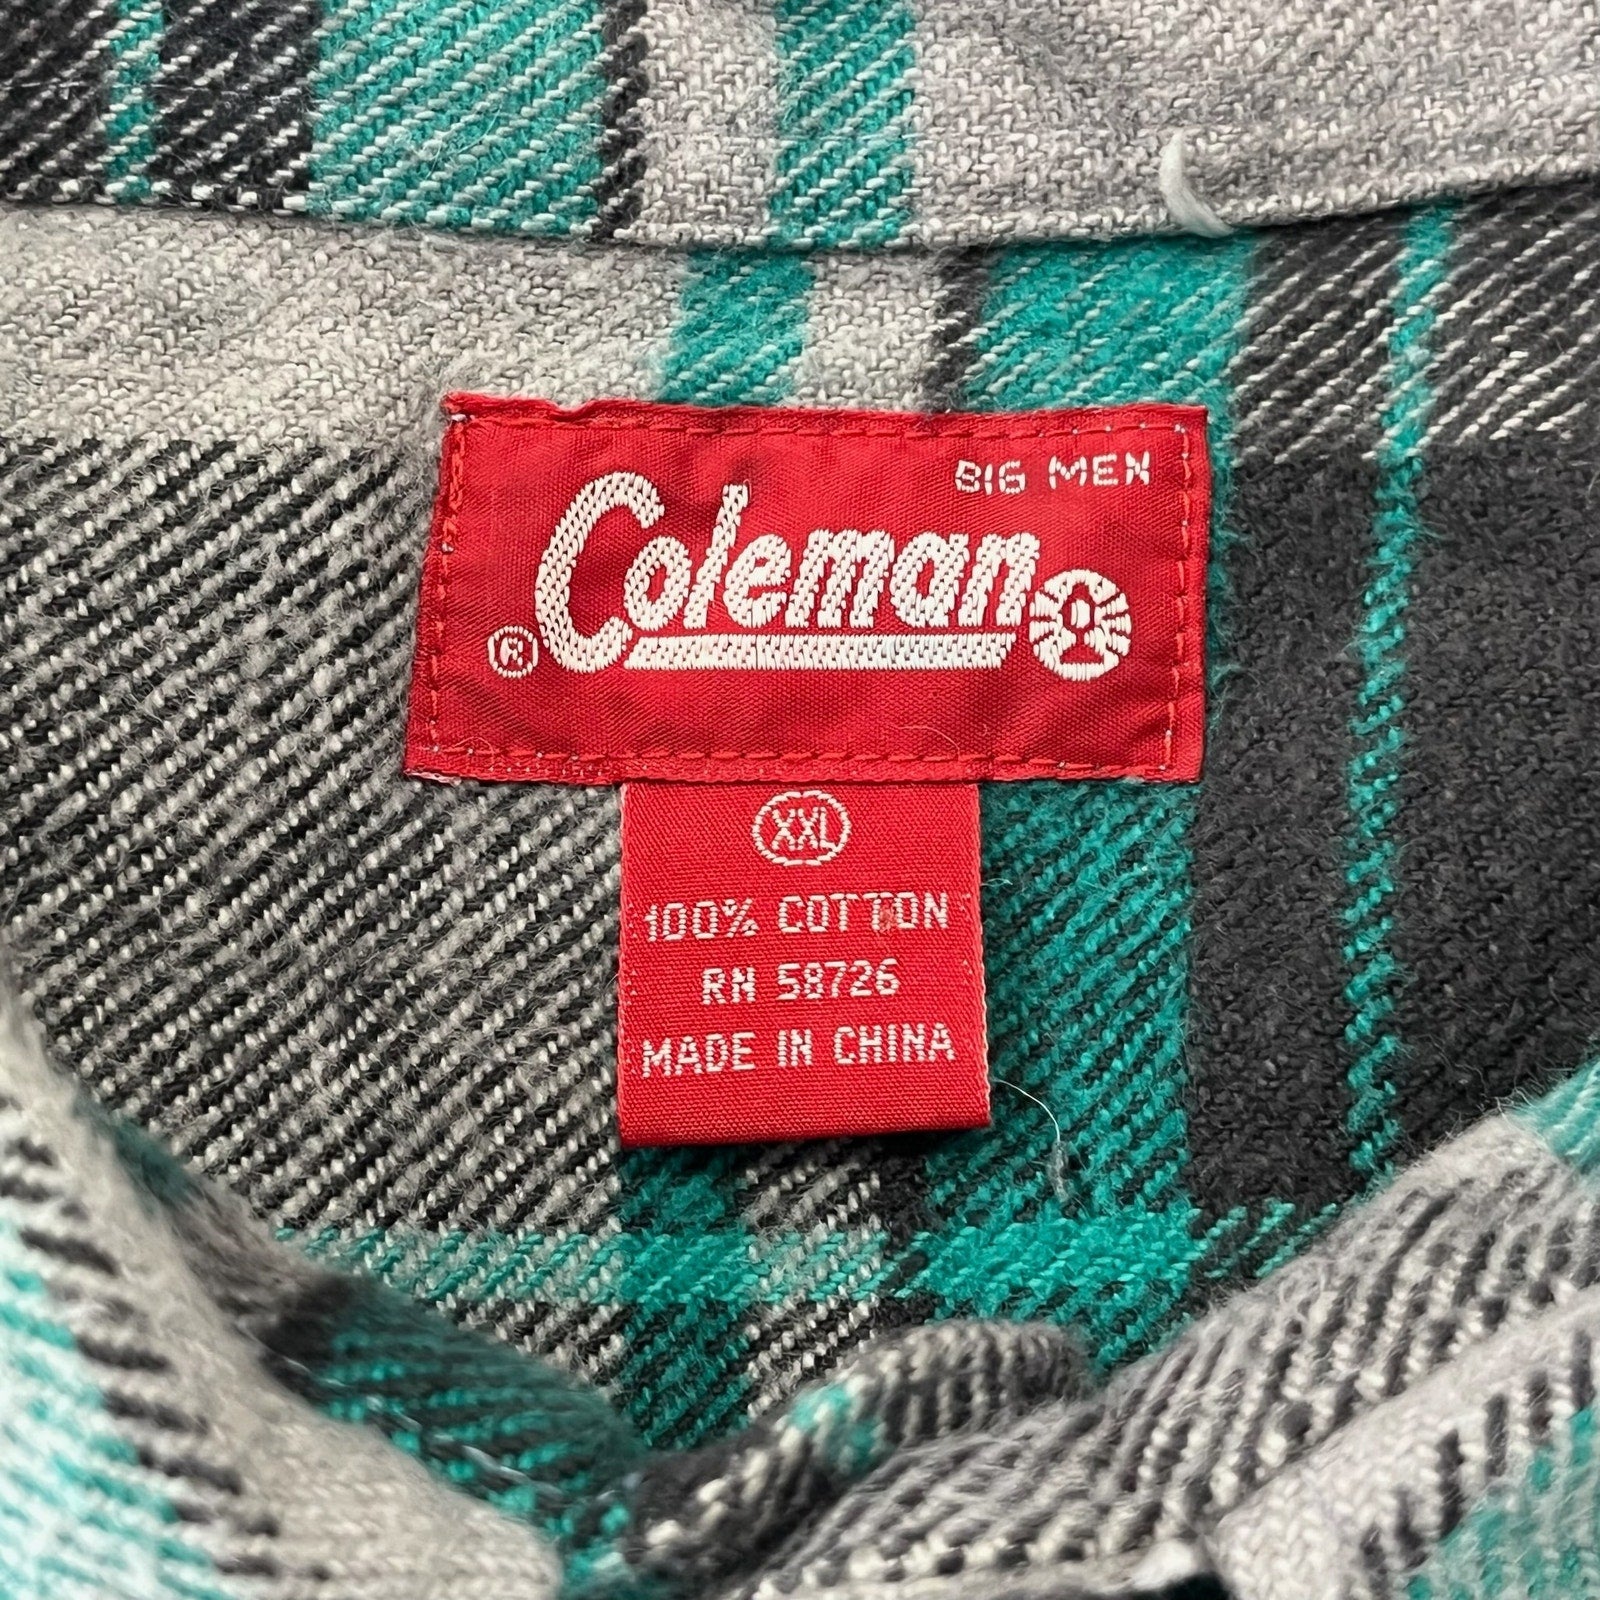 BIG MEN
® Coleman
XXL
100% COTTON
RN 58726
MADE IN CHINA